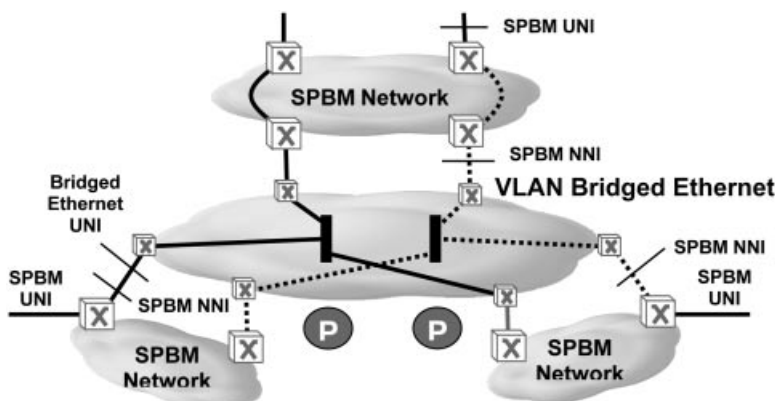 SPBM UNI
SPBM Network
SPBM NNI
VLAN Bridged Ethernet
Bridged
Ethernet
UNI
SPBM NNI
SPBM
UNI
SPBM
UNI
SPBM NNI
P
P
SPBM
Network
SPBM
Network